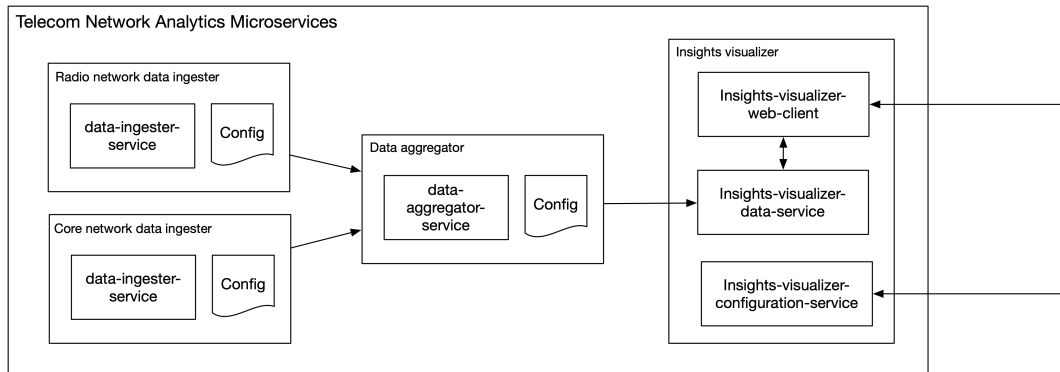 Telecom Network Analytics Microservices
Radio network data ingester
data-ingester-
service
Config
Core network data ingester
data-ingester-
service
Config
Data aggregator
data-
aggregator-
service
Config
Insights visualizer
Insights-visualizer-
web-client
Insights-visualizer-
data-service
Insights-visualizer-
configuration-service